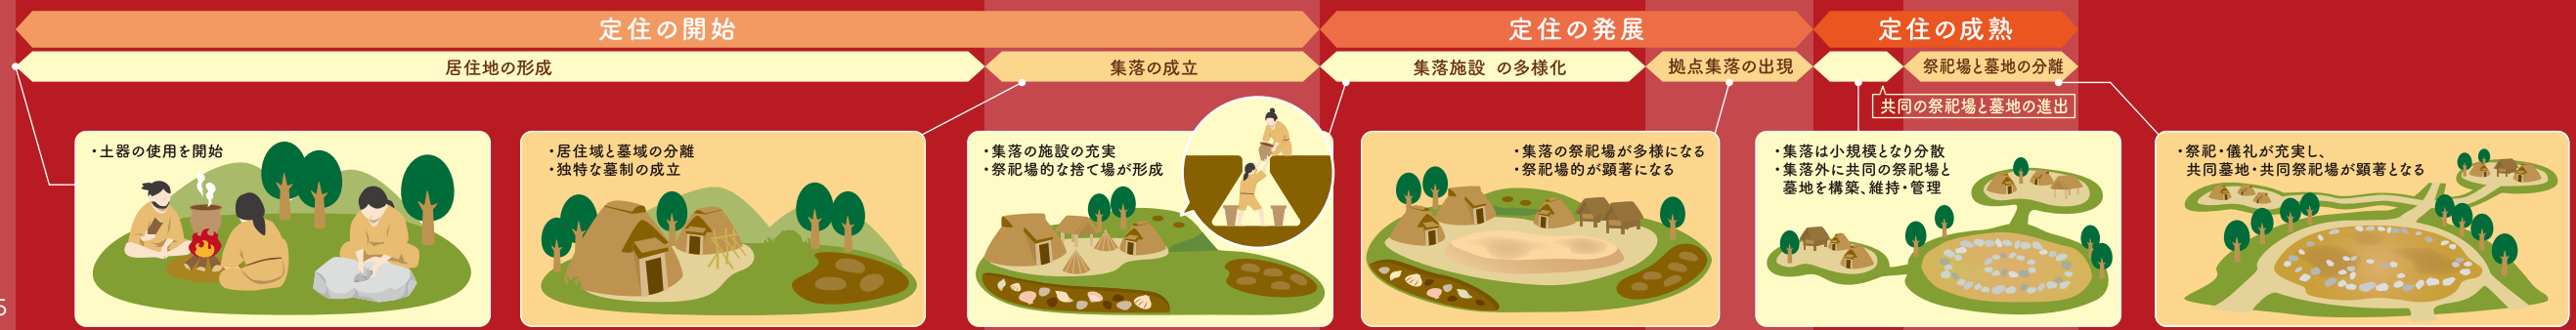 定住の開始
定住の発展
定住の成熟
居住地の形成
集落の成立
集落施設 の多様化
拠点集落の出現
祭祀場と墓地の分離
共同の祭祀場と墓地の進出
・土器の使用を開始
・居住域と墓域の分離
・独特な墓制の成立
・集落の施設の充実
・祭祀場的な捨て場が形成
・集落の祭祀場が多様になる
・祭祀場的が顕著になる
・集落は小規模となり分散
・集落外に共同の祭祀場と
墓地を構築、維持・管理
・祭祀・儀礼が充実し、
共同墓地・共同祭祀場が顕著となる
5